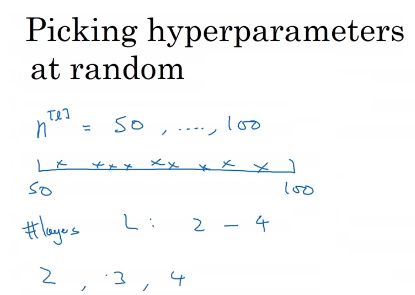 Picking hyperparameters
at random
n^[l] = 50 , ...., 100
50 100
#layers L : 2 - 4
2 , 3 , 4